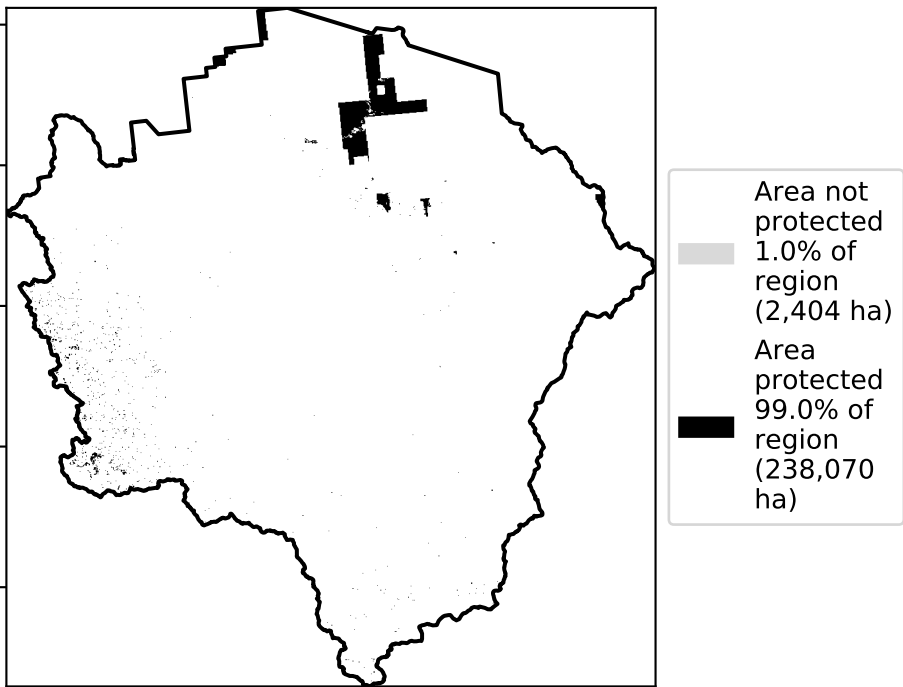 Area not
protected
1.0% of
region
(2,404 ha)
Area
protected
99.0% of
region
(238,070
ha)